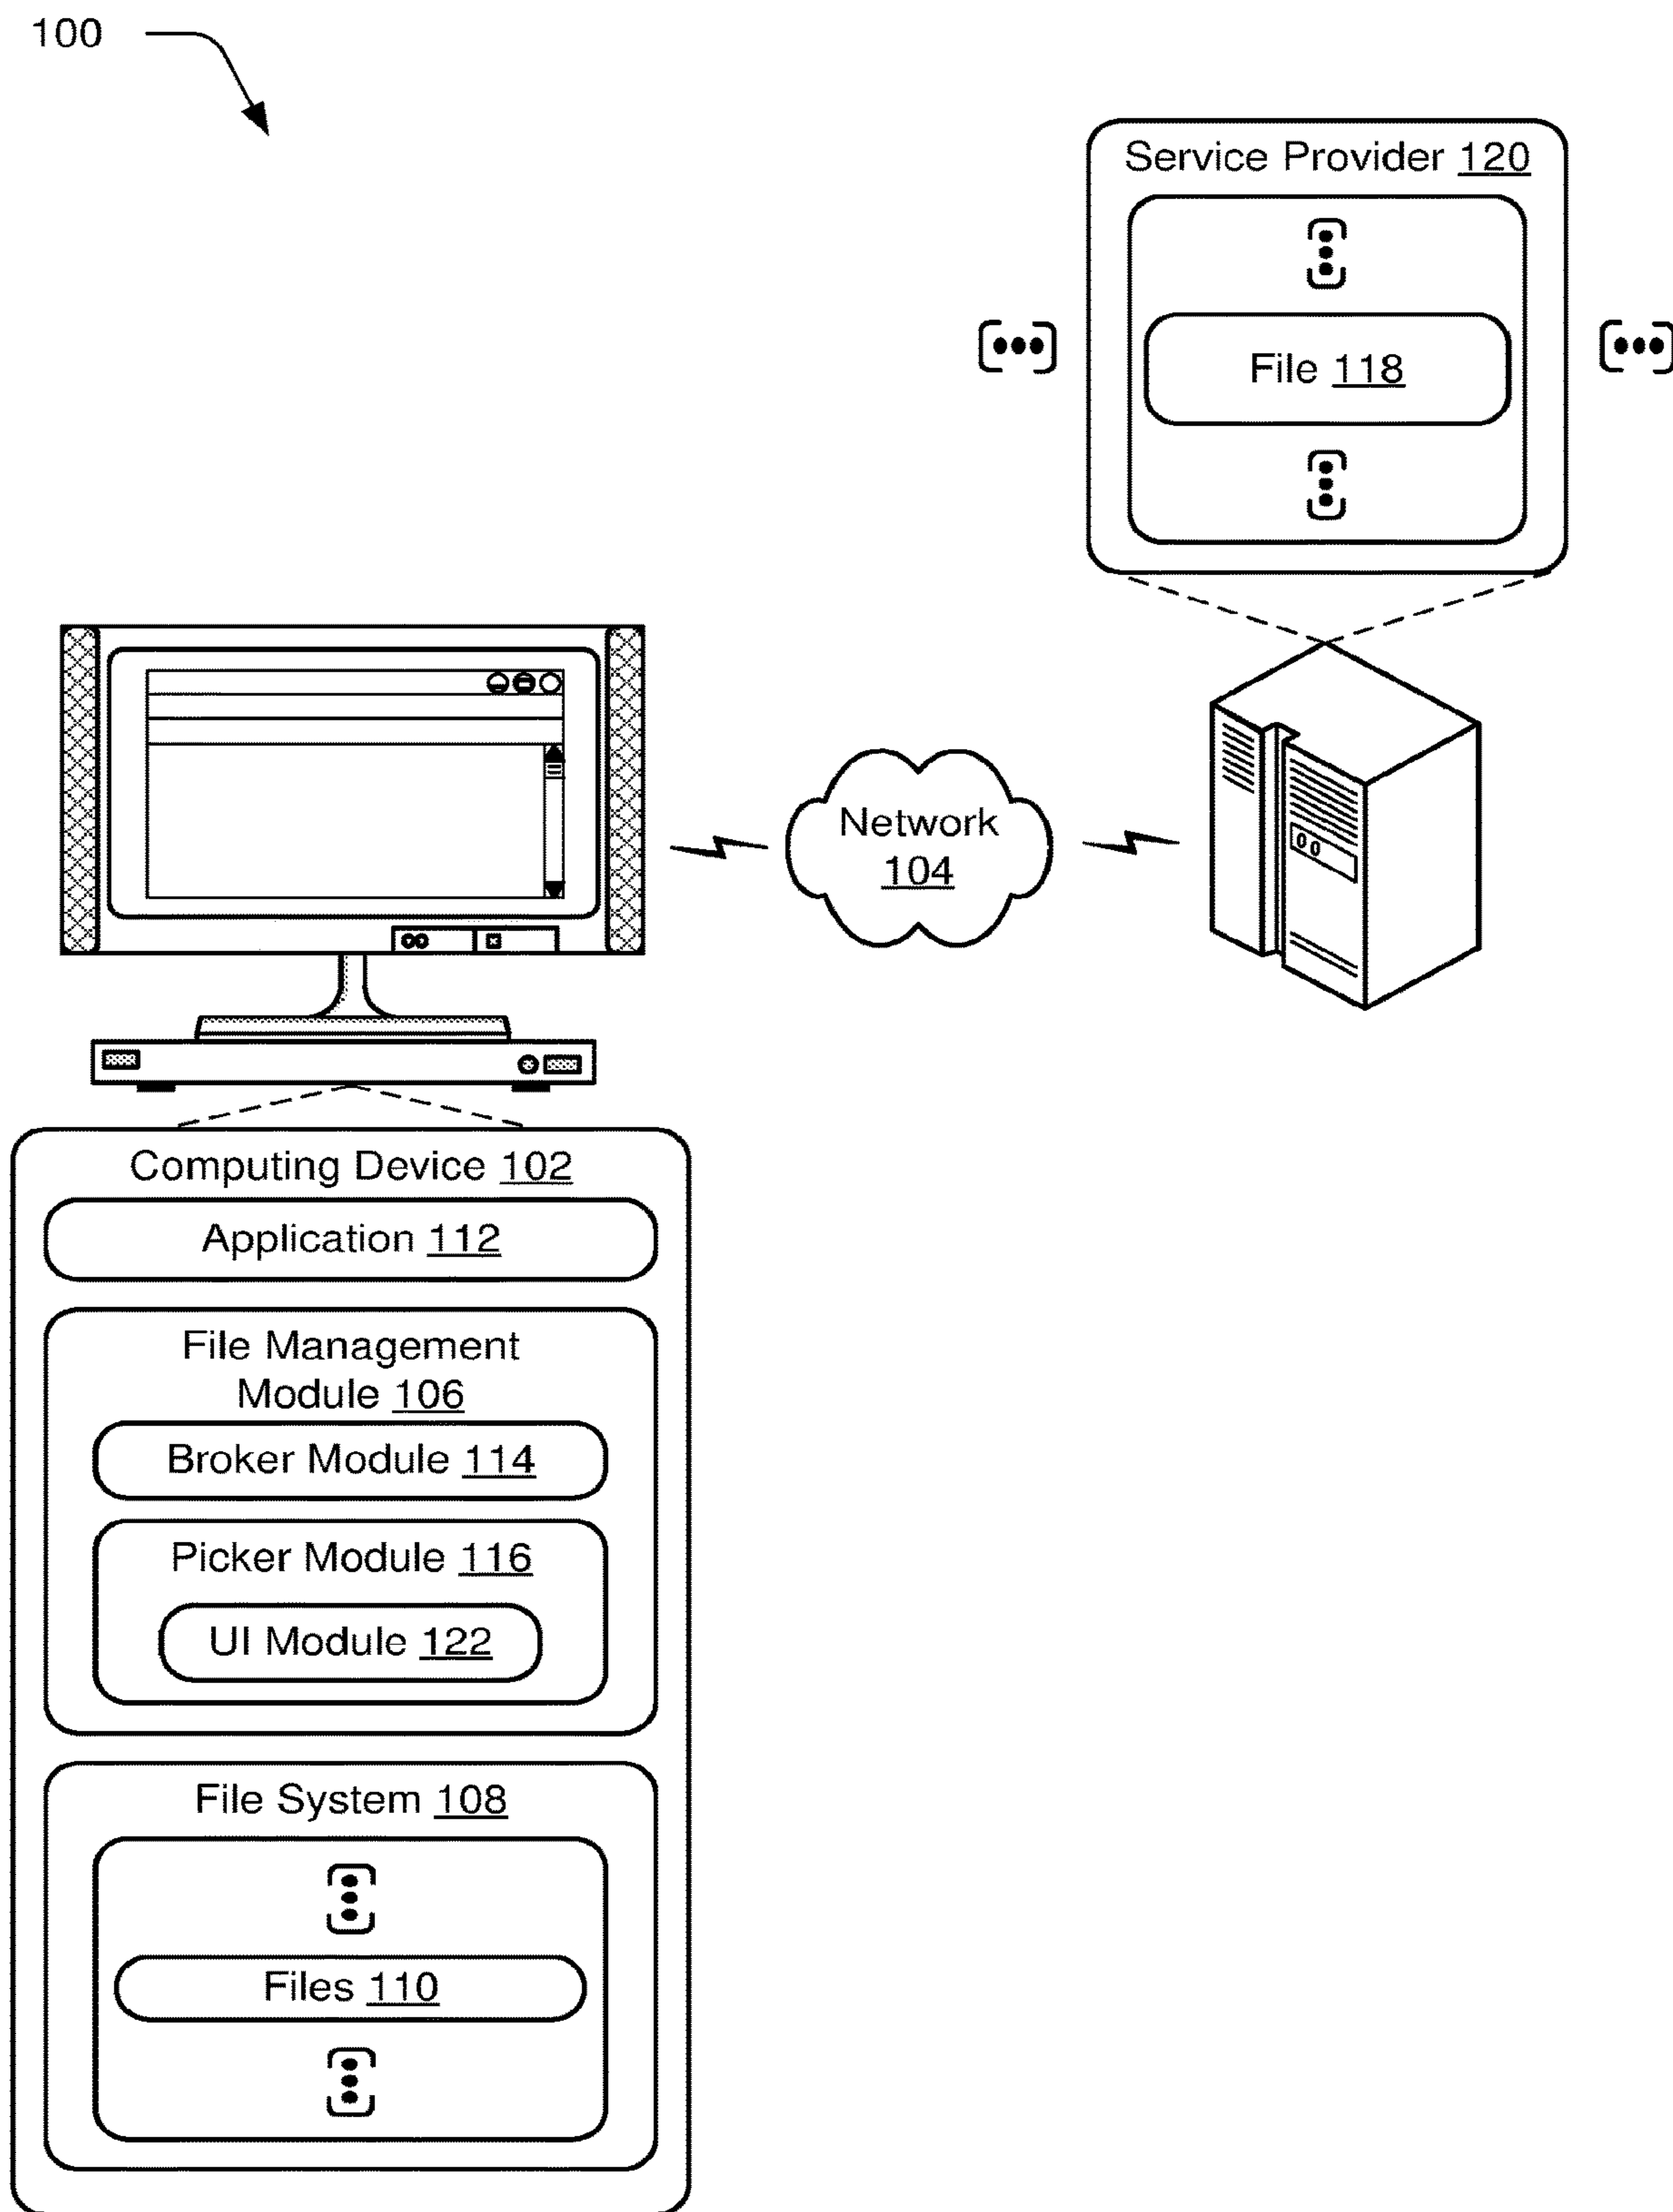 100
Service Provider 120
File 118
Network
104
Computing Device 102
Application 112
File Management
Module 106
Broker Module 114
Picker Module 116
UI Module 122
File System 108
Files 110